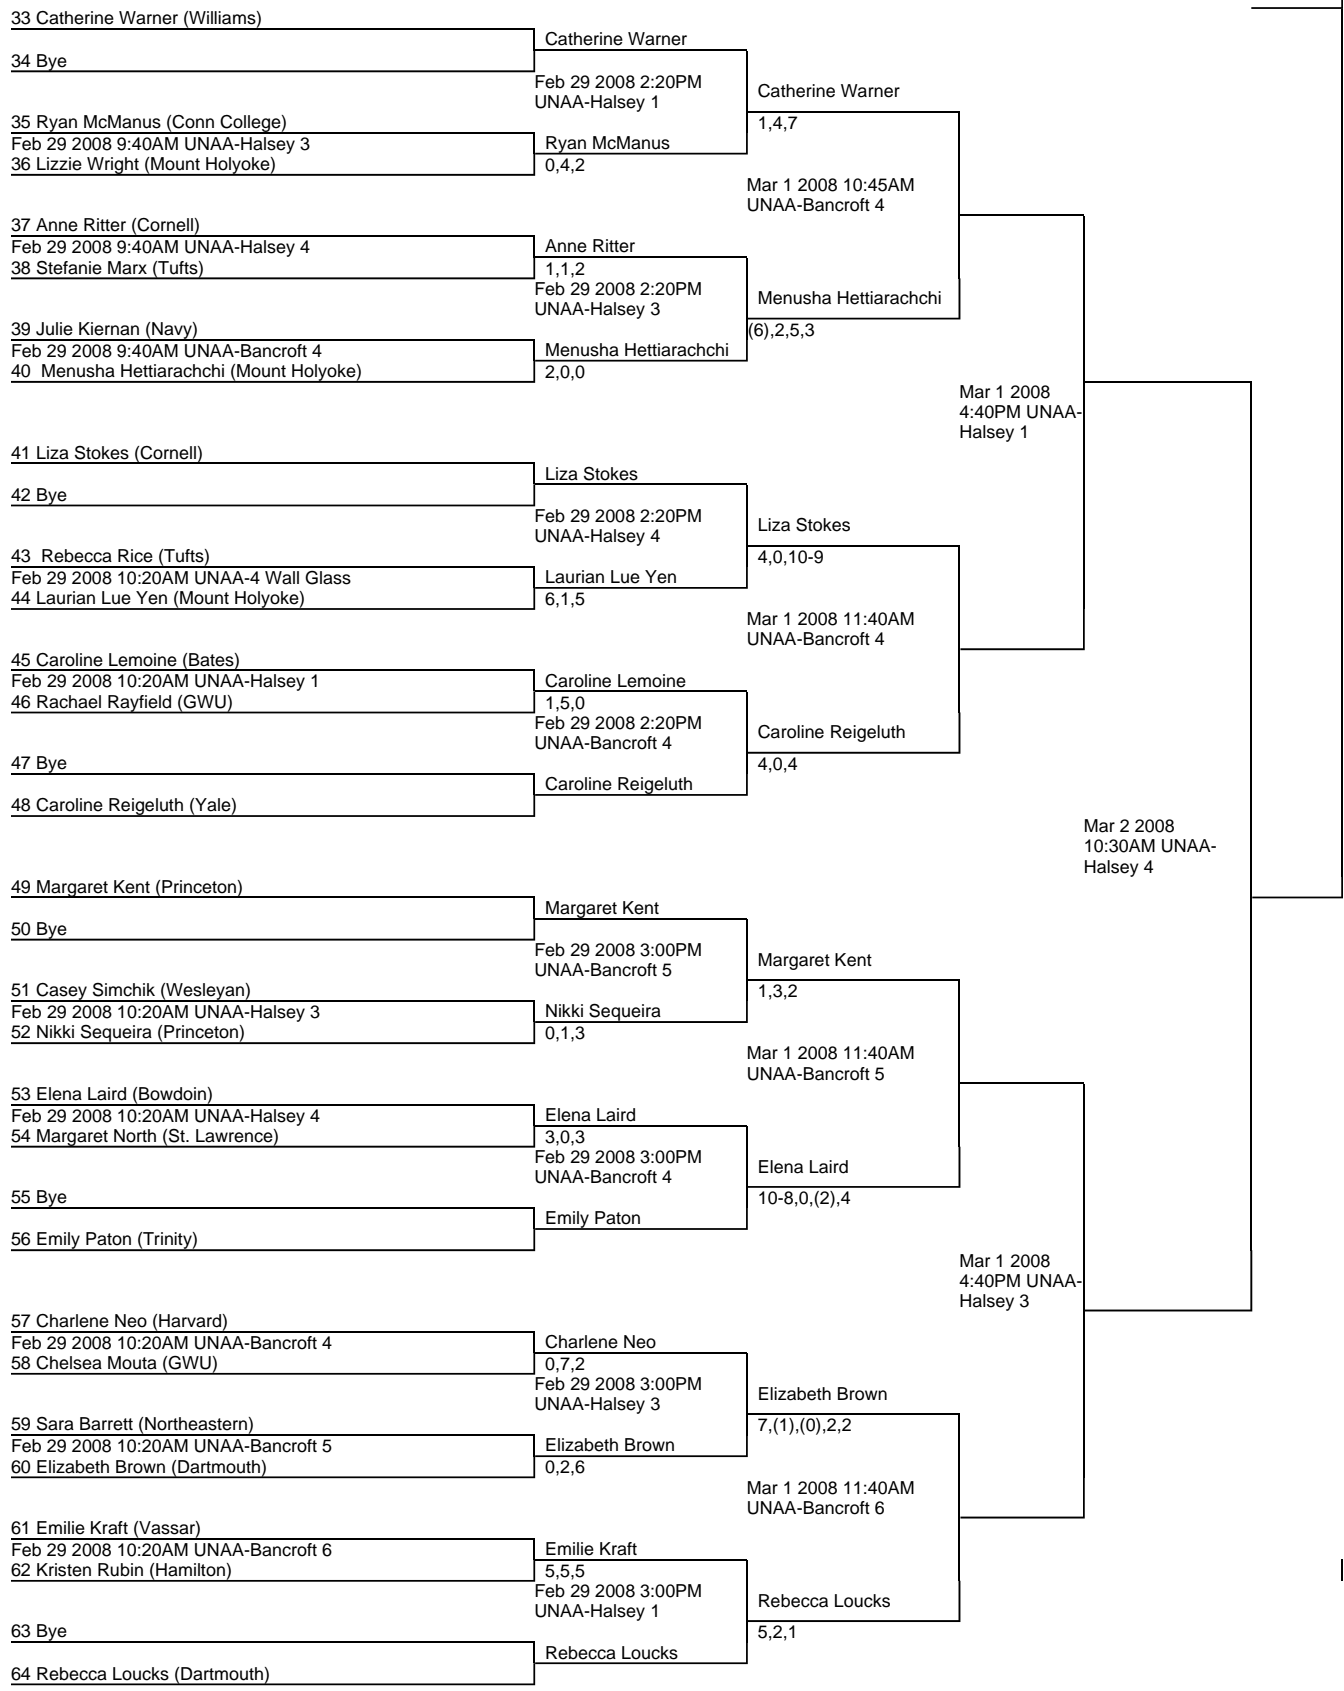 33 Catherine Warner (Williams)
34 Bye
35 Ryan McManus (Conn College)
Feb 29 2008 9:40AM UNAA-Halsey 3
36 Lizzie Wright (Mount Holyoke)
37 Anne Ritter (Cornell)
Feb 29 2008 9:40AM UNAA-Halsey 4
38 Stefanie Marx (Tufts)
39 Julie Kiernan (Navy)
Feb 29 2008 9:40AM UNAA-Bancroft 4
40 Menusha Hettiarachchi (Mount Holyoke)
41 Liza Stokes (Cornell)
42 Bye
43 Rebecca Rice (Tufts)
Feb 29 2008 10:20AM UNAA-4 Wall Glass
44 Laurian Lue Yen (Mount Holyoke)
45 Caroline Lemoine (Bates)
Feb 29 2008 10:20AM UNAA-Halsey 1
46 Rachael Rayfield (GWU)
47 Bye
48 Caroline Reigeluth (Yale)
49 Margaret Kent (Princeton)
50 Bye
51 Casey Simchik (Wesleyan)
Feb 29 2008 10:20AM UNAA-Halsey 3
52 Nikki Sequeira (Princeton)
53 Elena Laird (Bowdoin)
Feb 29 2008 10:20AM UNAA-Halsey 4
54 Margaret North (St. Lawrence)
55 Bye
56 Emily Paton (Trinity)
57 Charlene Neo (Harvard)
Feb 29 2008 10:20AM UNAA-Bancroft 4
58 Chelsea Mouta (GWU)
59 Sara Barrett (Northeastern)
Feb 29 2008 10:20AM UNAA-Bancroft 5
60 Elizabeth Brown (Dartmouth)
61 Emilie Kraft (Vassar)
Feb 29 2008 10:20AM UNAA-Bancroft 6
62 Kristen Rubin (Hamilton)
63 Bye
64 Rebecca Loucks (Dartmouth)
Catherine Warner
Feb 29 2008 2:20PM
UNAA-Halsey 1
Ryan McManus
0,4,2
Anne Ritter
1,1,2
Feb 29 2008 2:20PM
UNAA-Halsey 3
Menusha Hettiarachchi
2,0,0
Liza Stokes
Feb 29 2008 2:20PM
UNAA-Halsey 4
Laurian Lue Yen
6,1,5
Caroline Lemoine
1,5,0
Feb 29 2008 2:20PM
UNAA-Bancroft 4
Caroline Reigeluth
Margaret Kent
Feb 29 2008 3:00PM
UNAA-Bancroft 5
Nikki Sequeira
0,1,3
Elena Laird
3,0,3
Feb 29 2008 3:00PM
UNAA-Bancroft 4
Emily Paton
Charlene Neo
0,7,2
Feb 29 2008 3:00PM
UNAA-Halsey 3
Elizabeth Brown
0,2,6
Emilie Kraft
5,5,5
Feb 29 2008 3:00PM
UNAA-Halsey 1
Rebecca Loucks
Catherine Warner
1,4,7
Mar 1 2008 10:45AM
UNAA-Bancroft 4
Menusha Hettiarachchi
(6),2,5,3
Liza Stokes
4,0,10-9
Mar 1 2008 11:40AM
UNAA-Bancroft 4
Caroline Reigeluth
4,0,4
Margaret Kent
1,3,2
Mar 1 2008 11:40AM
UNAA-Bancroft 5
Elena Laird
10-8,0,(2),4
Elizabeth Brown
7,(1),(0),2,2
Mar 1 2008 11:40AM
UNAA-Bancroft 6
Rebecca Loucks
5,2,1
Mar 1 2008
4:40PM UNAA-
Halsey 1
Mar 1 2008
4:40PM UNAA-
Halsey 3
Mar 2 2008
10:30AM UNAA-
Halsey 4